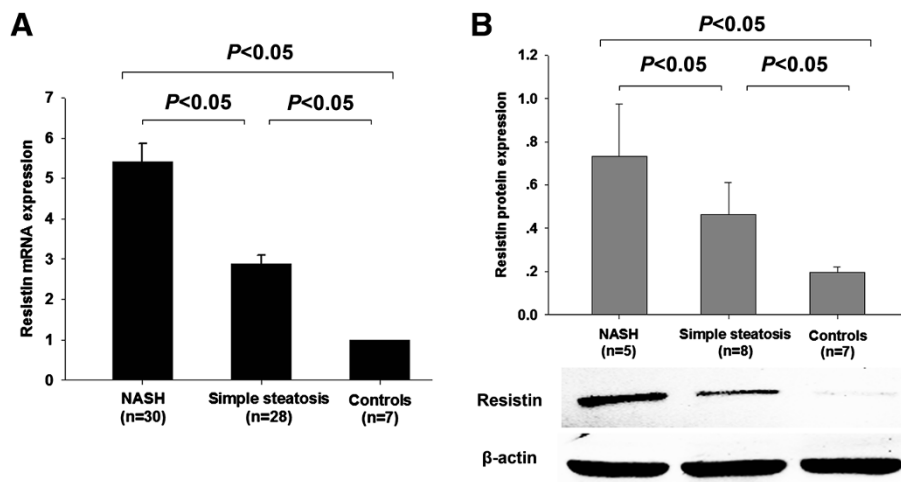 A
P<0.05
P<0.05 P<0.05
Resistin mRNA expression
7
6
5
4
3
2
1
0
NASH Simple steatosis Controls
(n=30) (n=28) (n=7)
B
P<0.05
P<0.05 P<0.05
Resistin protein expression
1.2
1.0
.8
.6
.4
.2
0.0
NASH Simple steatosis Controls
(n=5) (n=8) (n=7)
Resistin
β-actin